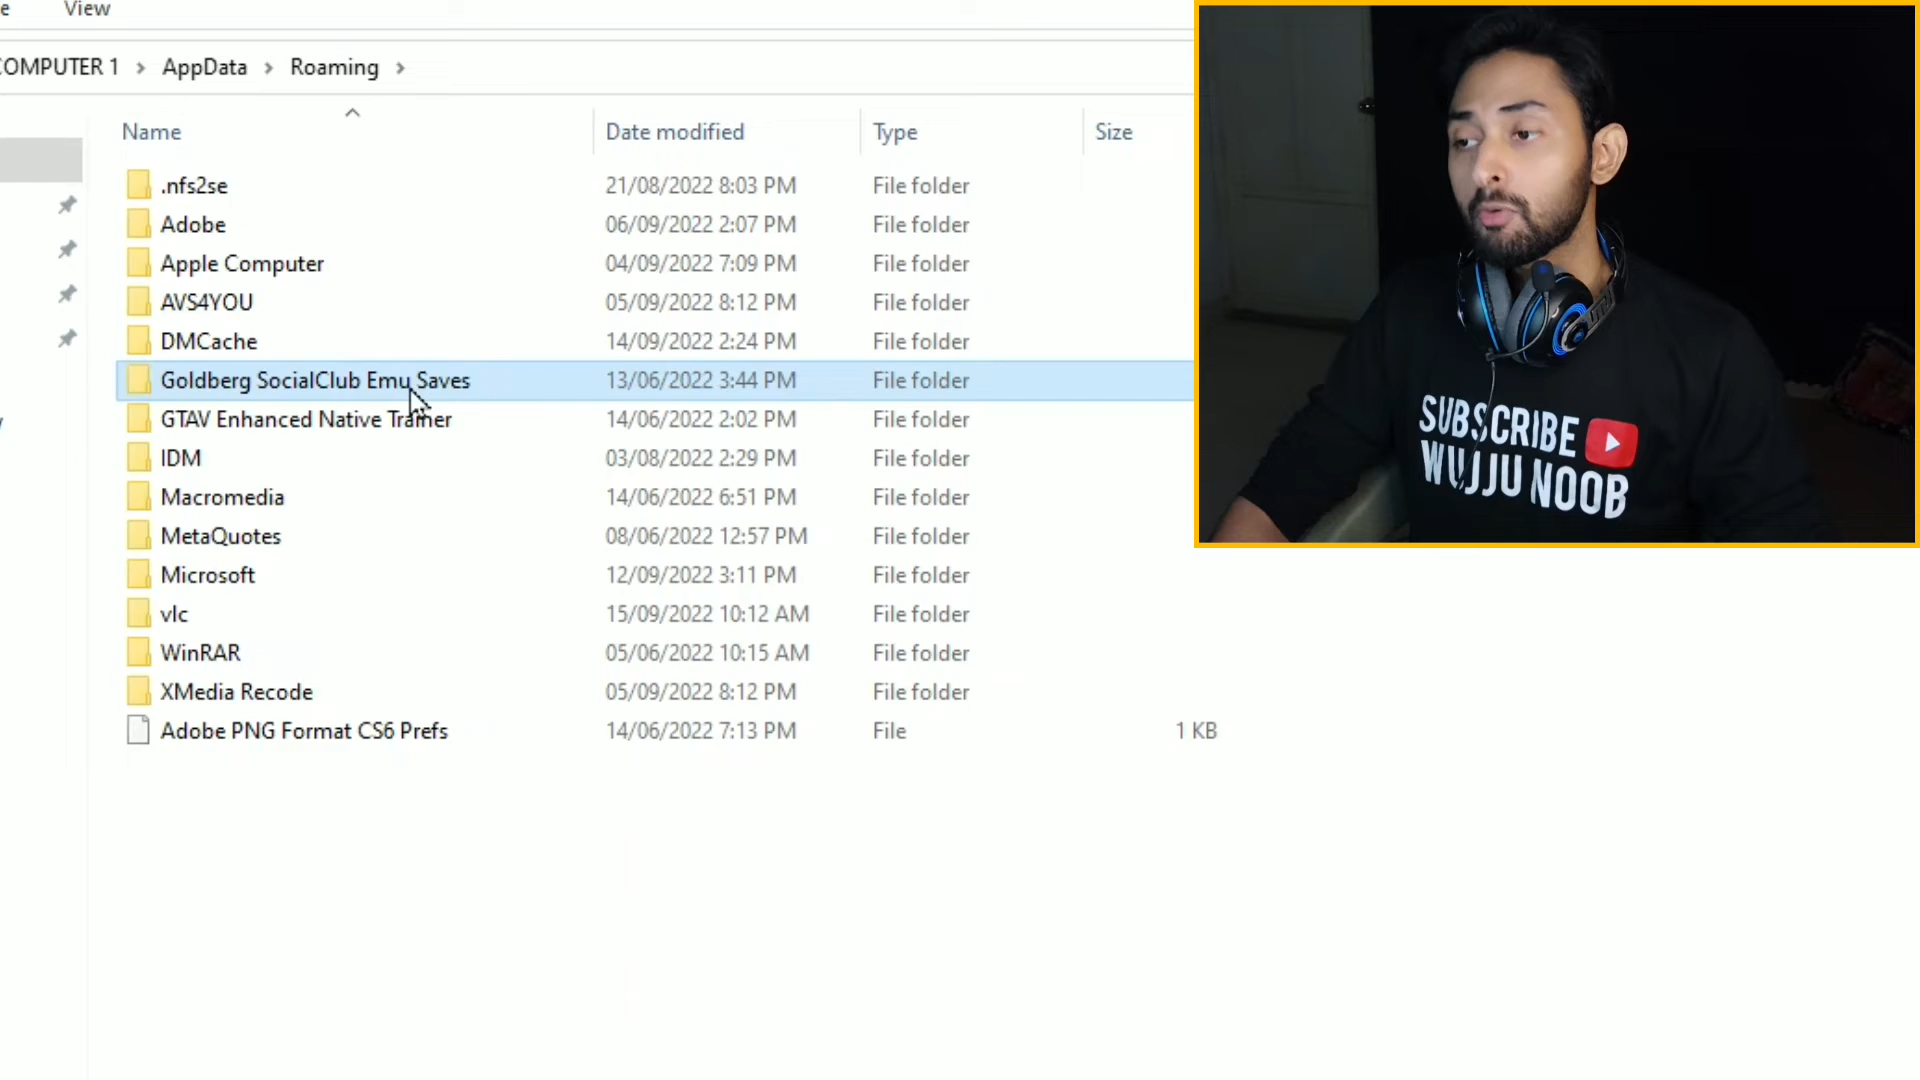 View
COMPUTER 1 > AppData > Roaming >
Name Date modified Type Size
.nfs2se 21/08/2022 8:03 PM File folder
Adobe 06/09/2022 2:07 PM File folder
Apple Computer 04/09/2022 7:09 PM File folder
AVS4YOU 05/09/2022 8:12 PM File folder
DMCache 14/09/2022 2:24 PM File folder
Goldberg SocialClub Emu Saves 13/06/2022 3:44 PM File folder
GTAV Enhanced Native Trainer 14/06/2022 2:02 PM File folder
IDM 03/08/2022 2:29 PM File folder
Macromedia 14/06/2022 6:51 PM File folder
MetaQuotes 08/06/2022 12:57 PM File folder
Microsoft 12/09/2022 3:11 PM File folder
vlc 15/09/2022 10:12 AM File folder
WinRAR 05/06/2022 10:15 AM File folder
XMedia Recode 05/09/2022 8:12 PM File folder
Adobe PNG Format CS6 Prefs 14/06/2022 7:13 PM File 1 KB
SUBSCRIBE
WUJJU NOOB